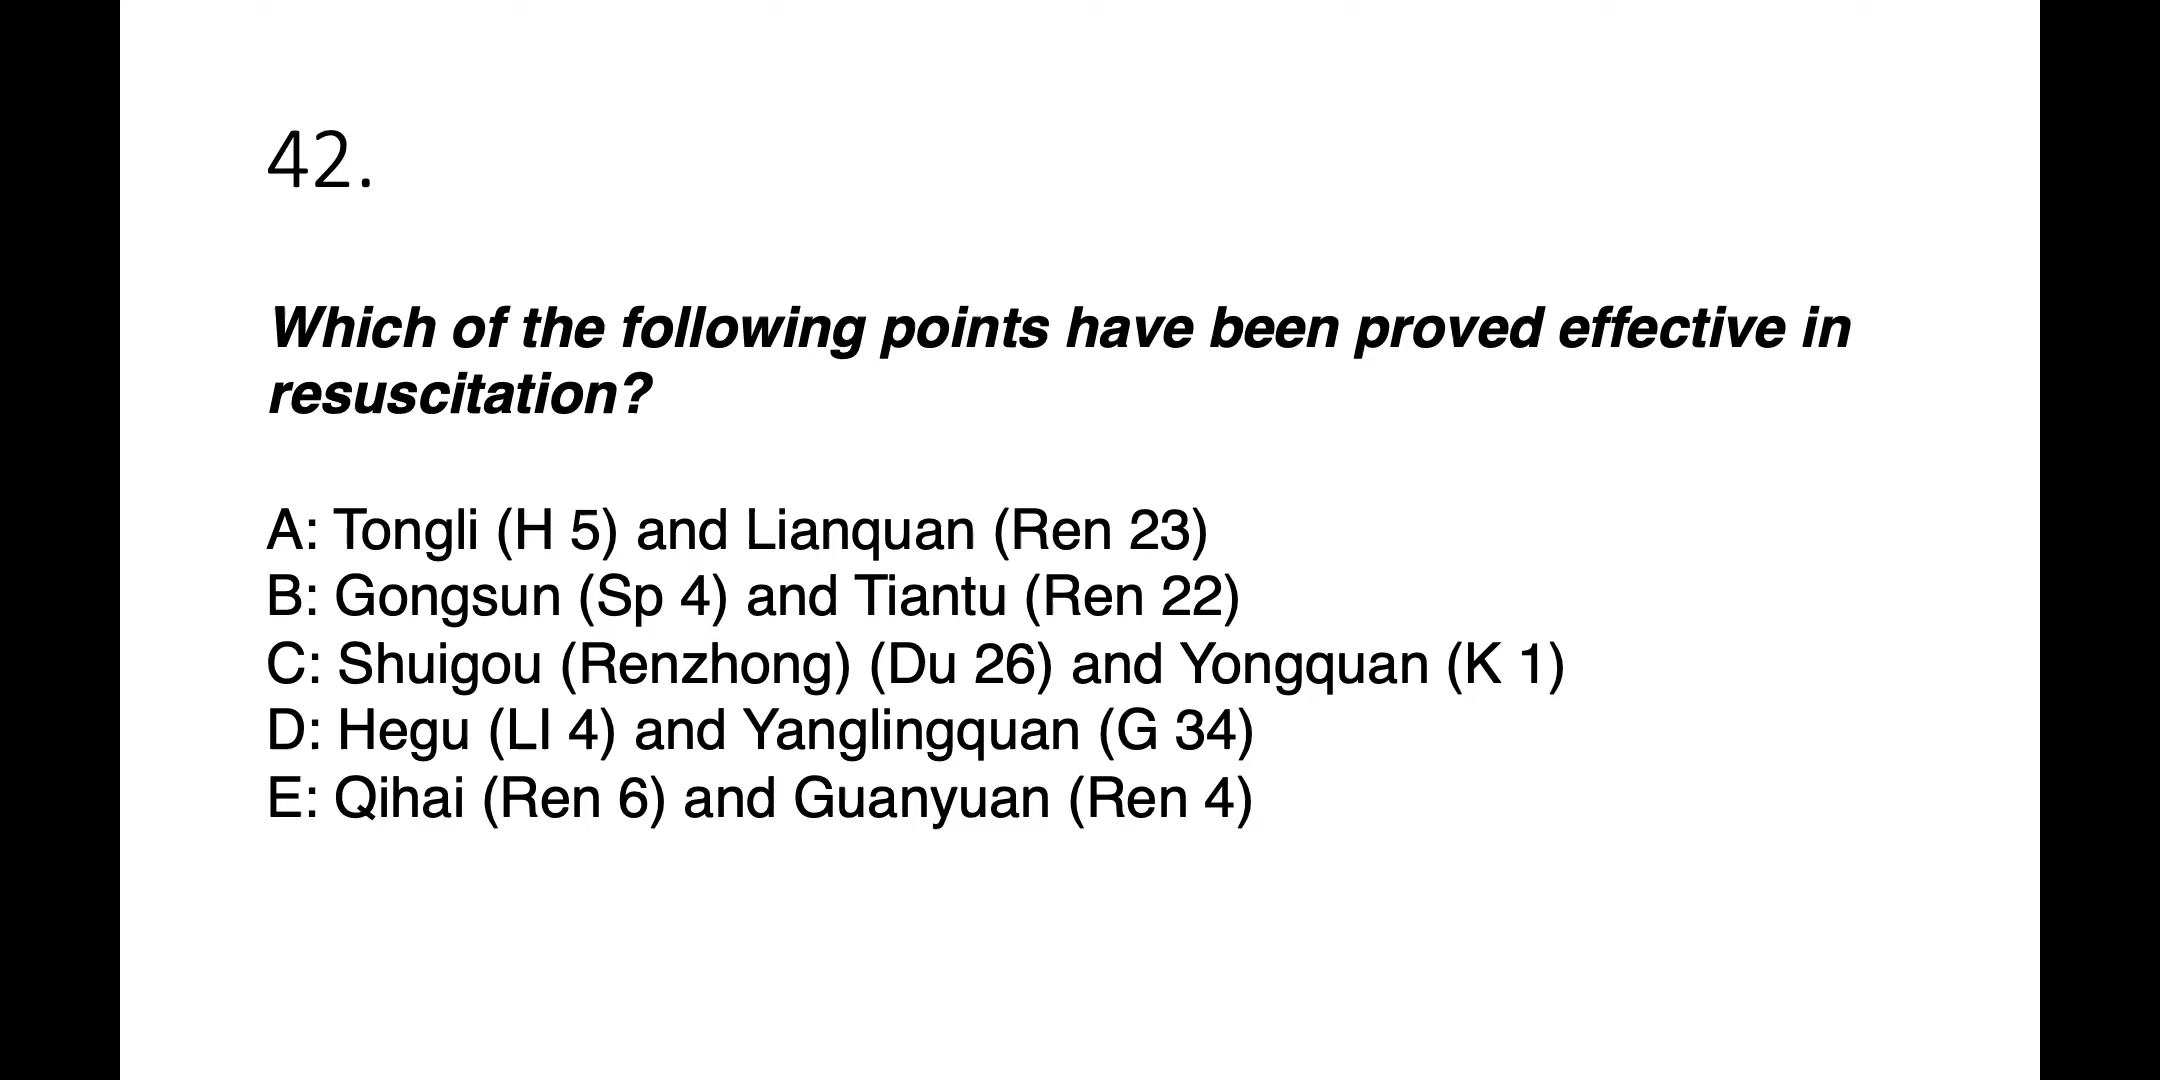 42.
Which of the following points have been proved effective in
resuscitation?
A: Tongli (H 5) and Lianquan (Ren 23)
B: Gongsun (Sp 4) and Tiantu (Ren 22)
C: Shuigou (Renzhong) (Du 26) and Yongquan (K 1)
D: Hegu (LI 4) and Yanglingquan (G 34)
E: Qihai (Ren 6) and Guanyuan (Ren 4)